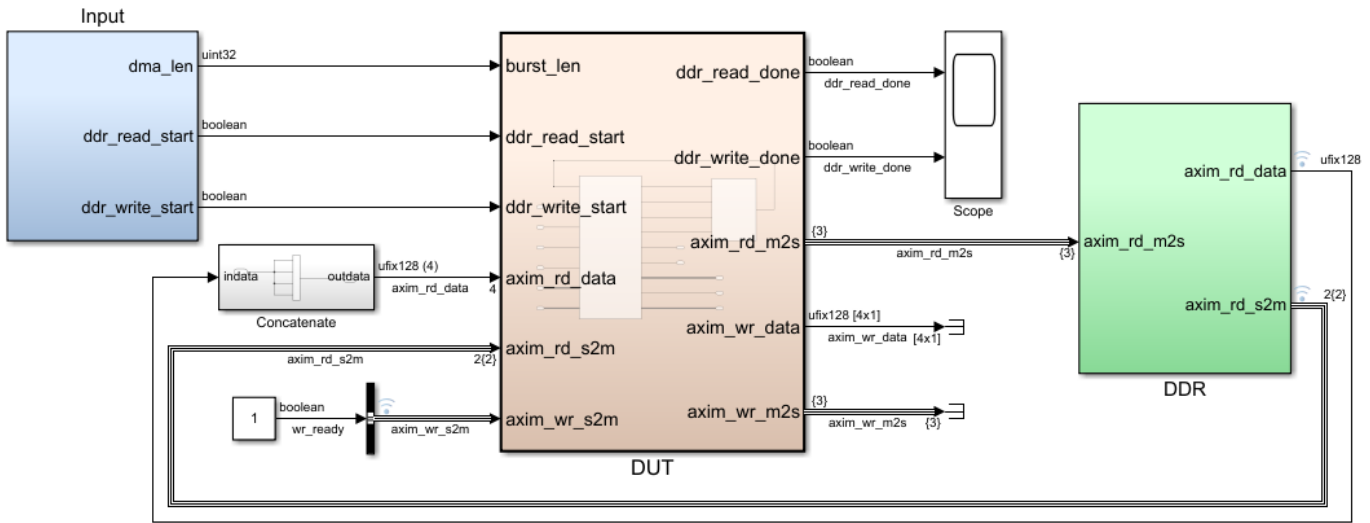 Input
dma_len
uint32
ddr_read_start
boolean
ddr_write_start
boolean
indata
outdata
Concatenate
ufix128 (4)
axim_rd_data
4
axim_rd_s2m
2{2}
1
boolean
wr_ready
axim_wr_s2m
burst_len
ddr_read_start
ddr_write_start
axim_rd_data
axim_rd_s2m
axim_wr_s2m
ddr_read_done
ddr_write_done
axim_rd_m2s
axim_wr_data
axim_wr_m2s
DUT
boolean
ddr_read_done
boolean
ddr_write_done
Scope
{3}
axim_rd_m2s
{3}
ufix128 [4x1]
axim_wr_data [4x1]
{3}
axim_wr_m2s {3}
axim_rd_m2s
axim_rd_data
axim_rd_s2m
DDR
ufix128
2{2}